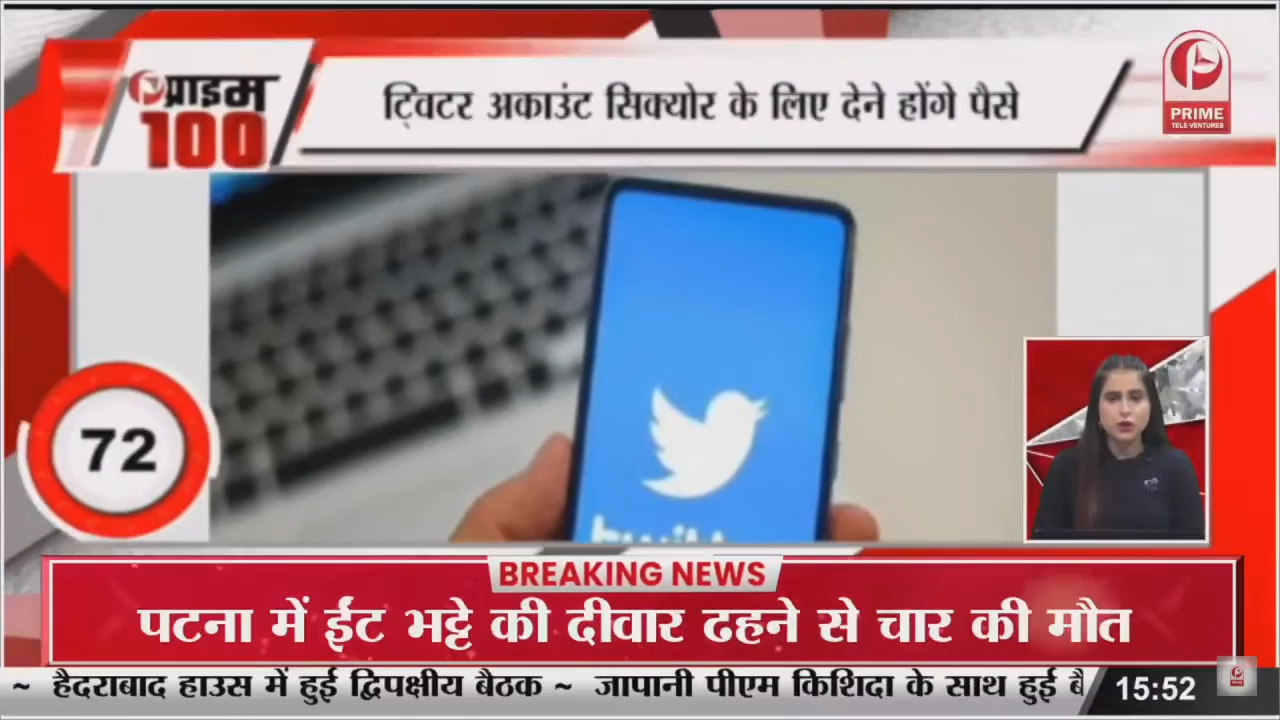 प्राइम
100
ट्विटर अकाउंट सिक्योर के लिए देने होंगे पैसे
PRIME
TELE VENTURES
72
BREAKING NEWS
पटना में ईंट भट्टे की दीवार ढहने से चार की मौत
~ हैदराबाद हाउस में हुई द्विपक्षीय बैठक ~ जापानी पीएम किशिदा के साथ हुई
15:52